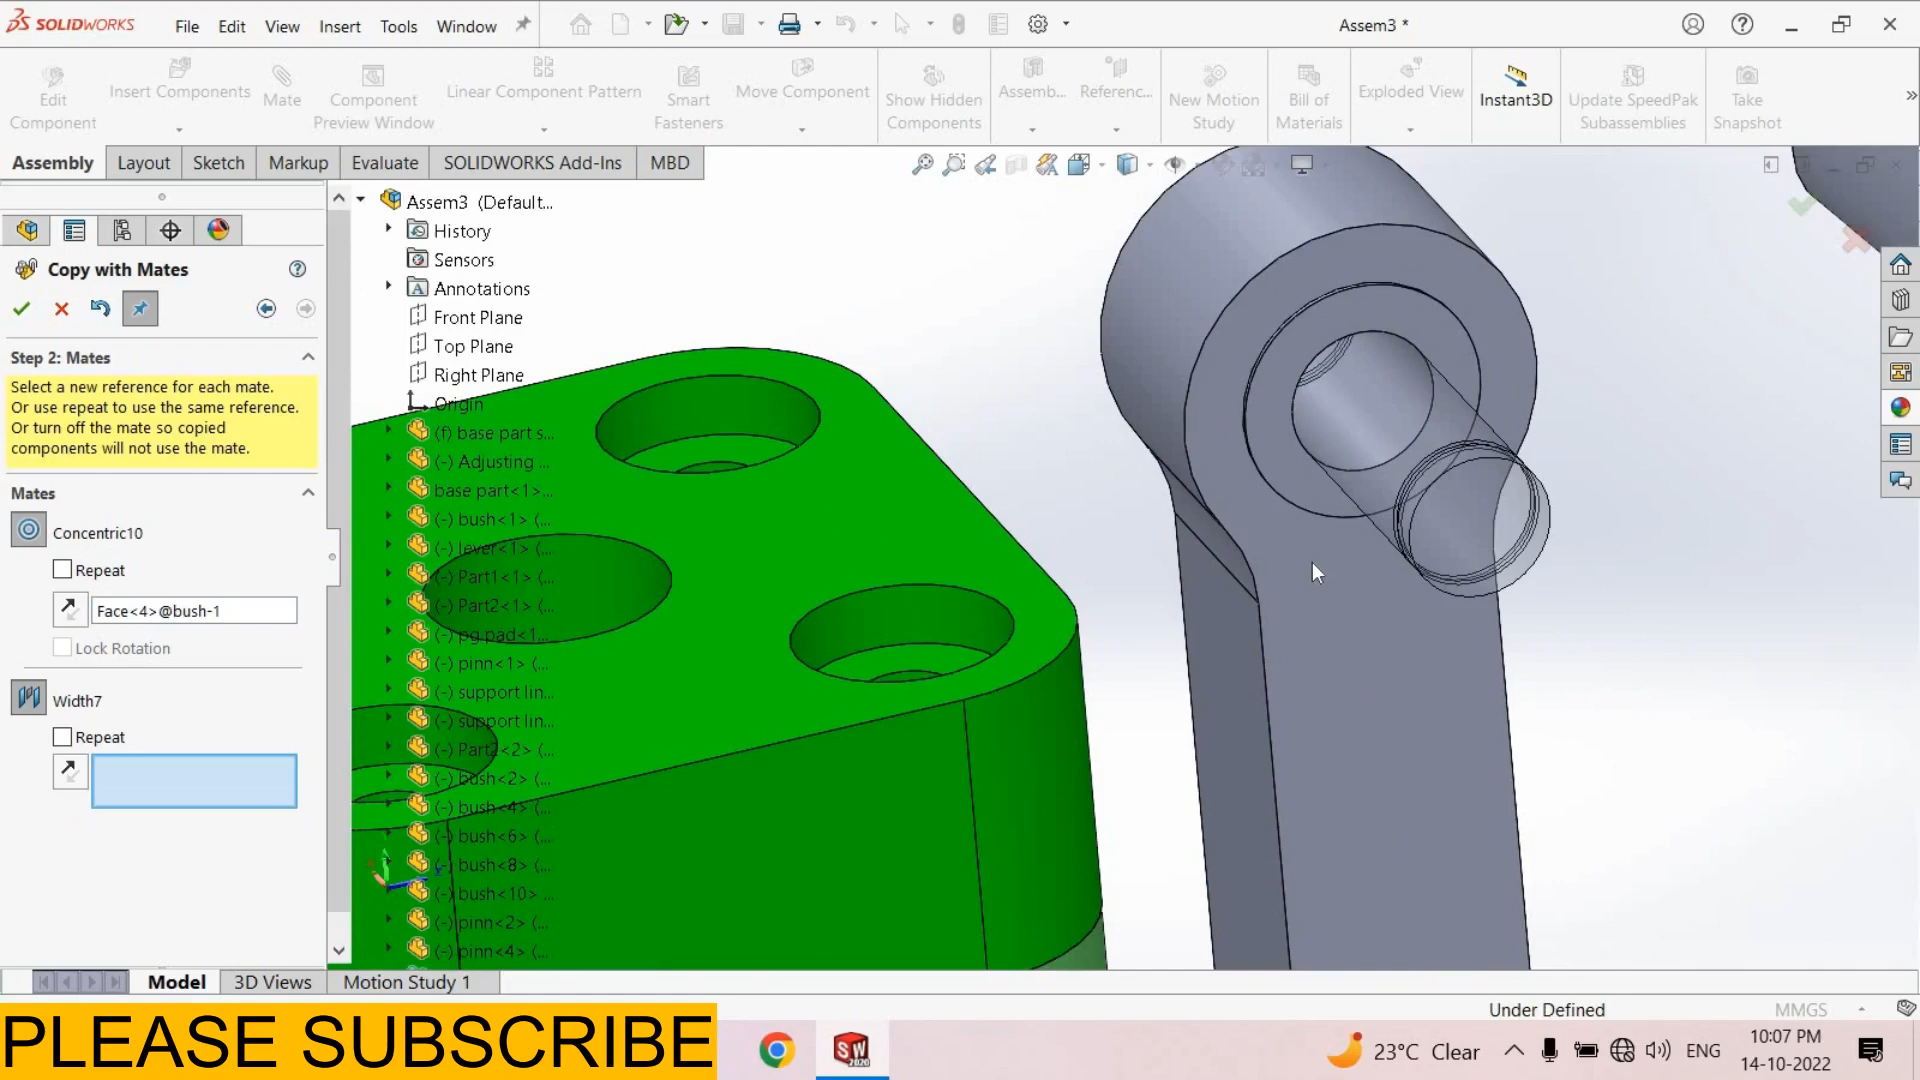 SOLIDWORKS File Edit View Insert Tools Window Assem3 *
Edit Component
Insert Components
Mate
Component Preview Window
Linear Component Pattern
Smart Fasteners
Move Component
Show Hidden Components
Assemb...
Referenc...
New Motion Study
Bill of Materials
Exploded View
Instant3D
Update SpeedPak Subassemblies
Take Snapshot
Assembly Layout Sketch Markup Evaluate SOLIDWORKS Add-Ins MBD
Copy with Mates
Step 2: Mates
Select a new reference for each mate.
Or use repeat to use the same reference.
Or turn off the mate so copied
components will not use the mate.
Mates
Concentric10
Repeat
Face<4>@bush-1
Lock Rotation
Width7
Repeat
Assem3 (Default...
History
Sensors
Annotations
Front Plane
Top Plane
Right Plane
Origin
(f) base part s...
(-) Adjusting ...
base part<1>...
(-) bush<1> (...
(-) lever<1> (...
(-) Part1<1> (...
(-) Part2<1> (...
(-) pg pad<1...
(-) pinn<1> (...
(-) support lin...
(-) support lin...
(-) Part2<2> (...
(-) bush<2> (...
(-) bush<4> (...
(-) bush<6> (...
(-) bush<8> (...
(-) bush<10> ...
(-) pinn<2> (...
(-) pinn<4> (...
Model 3D Views Motion Study 1
Under Defined MMGS
PLEASE SUBSCRIBE
SW
2020
23°C Clear
ENG
10:07 PM
14-10-2022